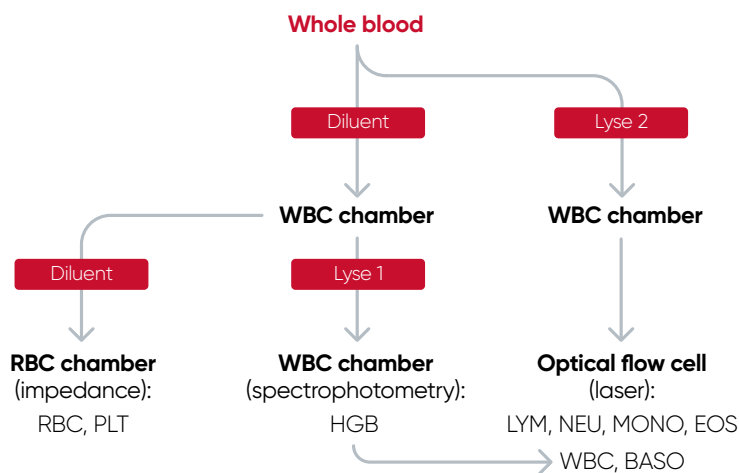 Whole blood
Diluent
Lyse 2
WBC chamber
WBC chamber
Diluent
Lyse 1
RBC chamber
(impedance):
RBC, PLT
WBC chamber
(spectrophotometry):
HGB
Optical flow cell
(laser):
LYM, NEU, MONO, EOS
WBC, BASO